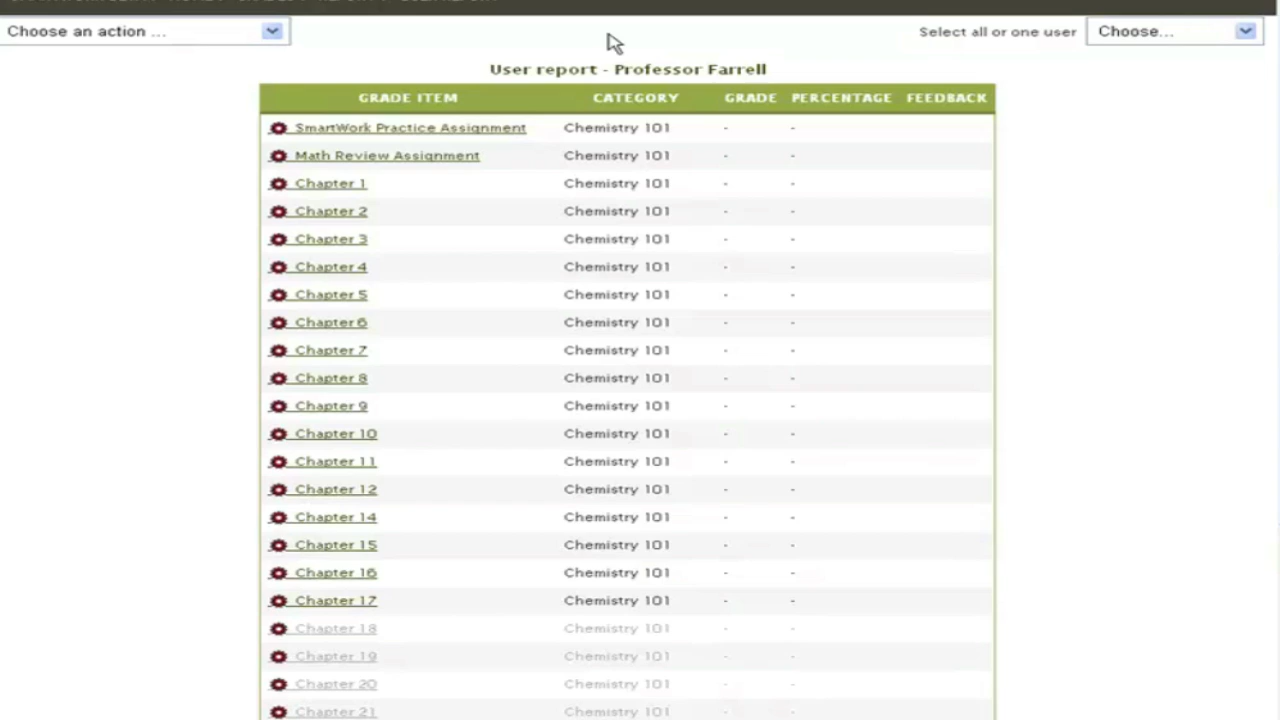 Choose an action ...
Select all or one user Choose...
User report - Professor Farrell
GRADE ITEM CATEGORY GRADE PERCENTAGE FEEDBACK
SmartWork Practice Assignment Chemistry 101 - -
Math Review Assignment Chemistry 101 - -
Chapter 1 Chemistry 101 - -
Chapter 2 Chemistry 101 - -
Chapter 3 Chemistry 101 - -
Chapter 4 Chemistry 101 - -
Chapter 5 Chemistry 101 - -
Chapter 6 Chemistry 101 - -
Chapter 7 Chemistry 101 - -
Chapter 8 Chemistry 101 - -
Chapter 9 Chemistry 101 - -
Chapter 10 Chemistry 101 - -
Chapter 11 Chemistry 101 - -
Chapter 12 Chemistry 101 - -
Chapter 14 Chemistry 101 - -
Chapter 15 Chemistry 101 - -
Chapter 16 Chemistry 101 - -
Chapter 17 Chemistry 101 - -
Chapter 18 Chemistry 101 - -
Chapter 19 Chemistry 101 - -
Chapter 20 Chemistry 101 - -
Chapter 21 Chemistry 101 - -